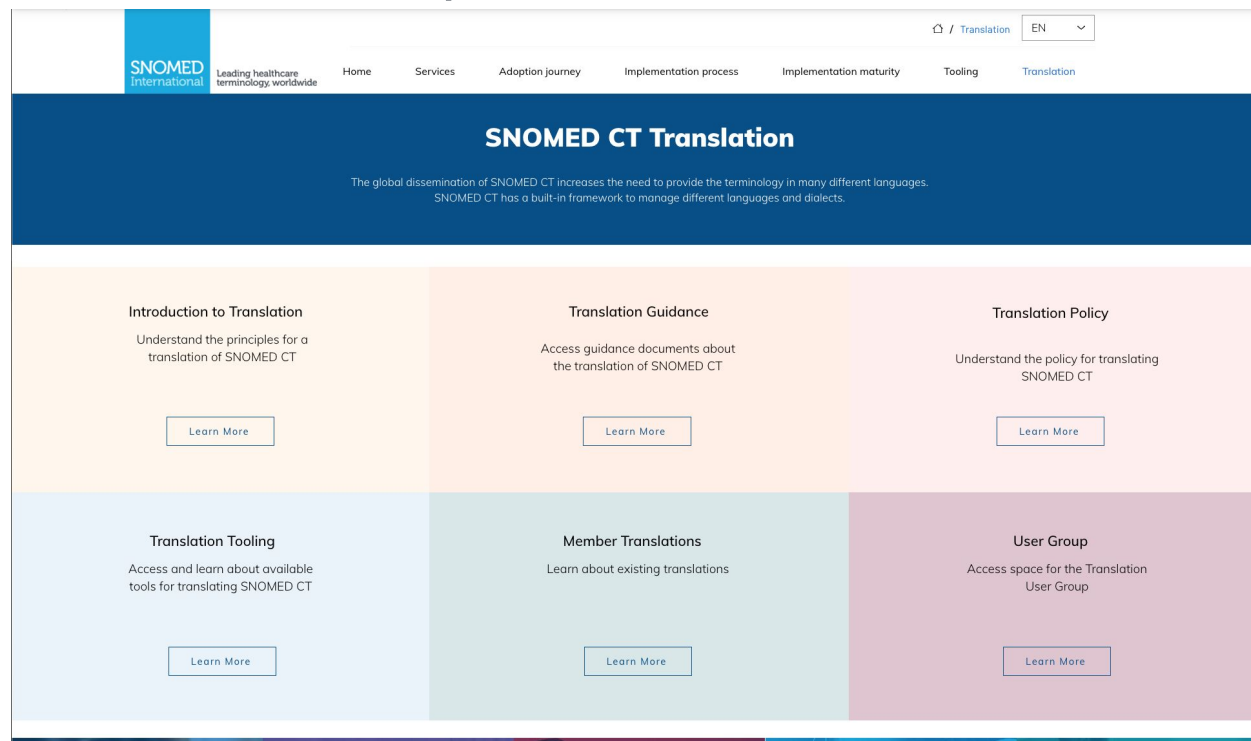 / Translation
EN
SNOMED
International
Leading healthcare
terminology, worldwide
Home
Services
Adoption journey
Implementation process
Implementation maturity
Tooling
Translation
SNOMED CT Translation
The global dissemination of SNOMED CT increases the need to provide the terminology in many different languages.
SNOMED CT has a built-in framework to manage different languages and dialects.
Introduction to Translation
Understand the principles for a
translation of SNOMED CT
Learn More
Translation Guidance
Access guidance documents about
the translation of SNOMED CT
Learn More
Translation Policy
Understand the policy for translating
SNOMED CT
Learn More
Translation Tooling
Access and learn about available
tools for translating SNOMED CT
Learn More
Member Translations
Learn about existing translations
Learn More
User Group
Access space for the Translation
User Group
Learn More